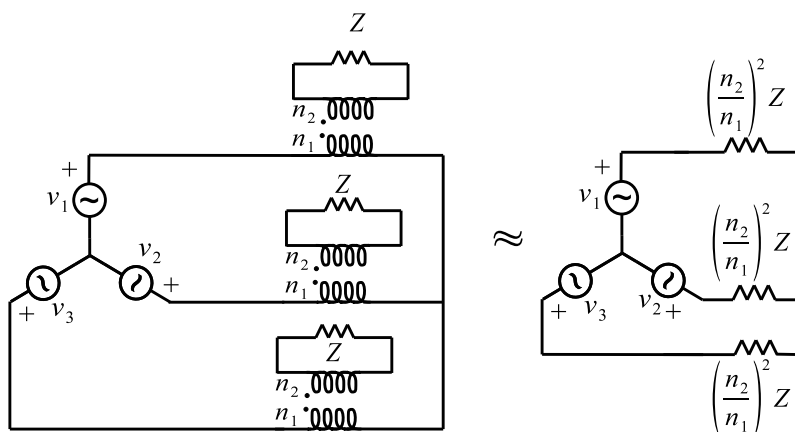 Z
n₂
n₁
+
v₁
Z
v₂
+
n₂
n₁
+
v₃
Z
n₂
n₁
≈
(n₂/n₁)² Z
+
v₁
(n₂/n₁)² Z
+
v₃
v₂+
(n₂/n₁)² Z